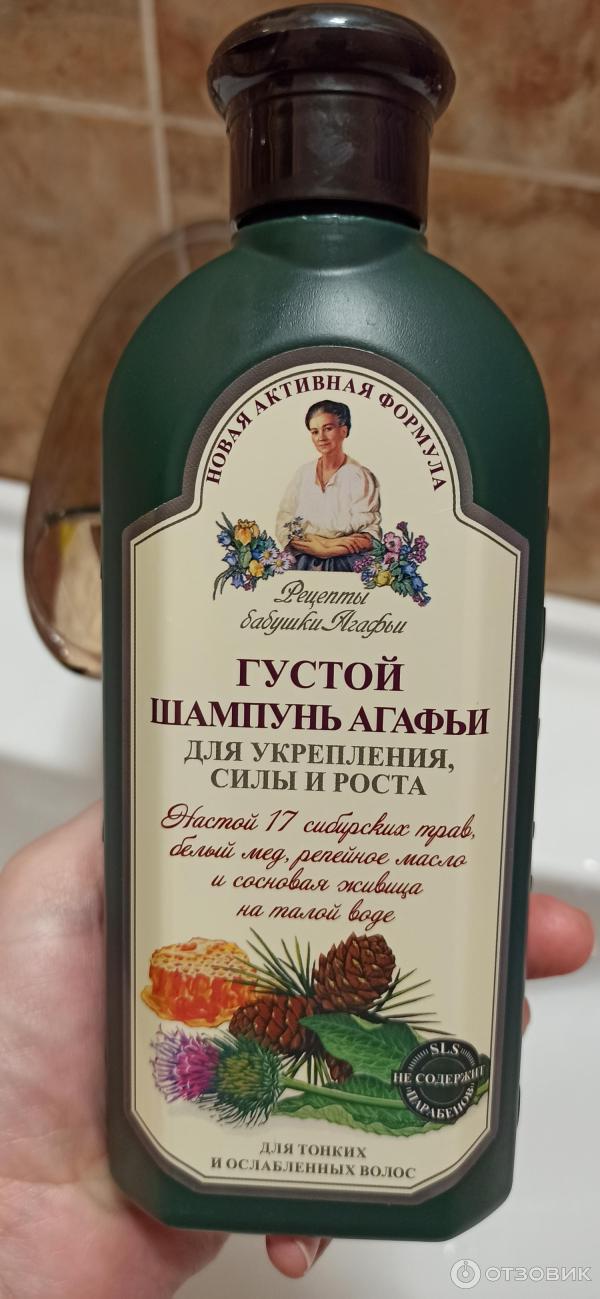 НОВАЯ АКТИВНАЯ ФОРМУЛА
Рецепты
бабушки Агафьи
ГУСТОЙ
ШАМПУНЬ АГАФЬИ
ДЛЯ УКРЕПЛЕНИЯ,
СИЛЫ И РОСТА
Настой 17 сибирских трав,
белый мед, репейное масло
и сосновая живица
на талой воде
SLS
НЕ СОДЕРЖИТ
ПАРАБЕНОВ
ДЛЯ ТОНКИХ
И ОСЛАБЛЕННЫХ ВОЛОС
ОТЗОВИК